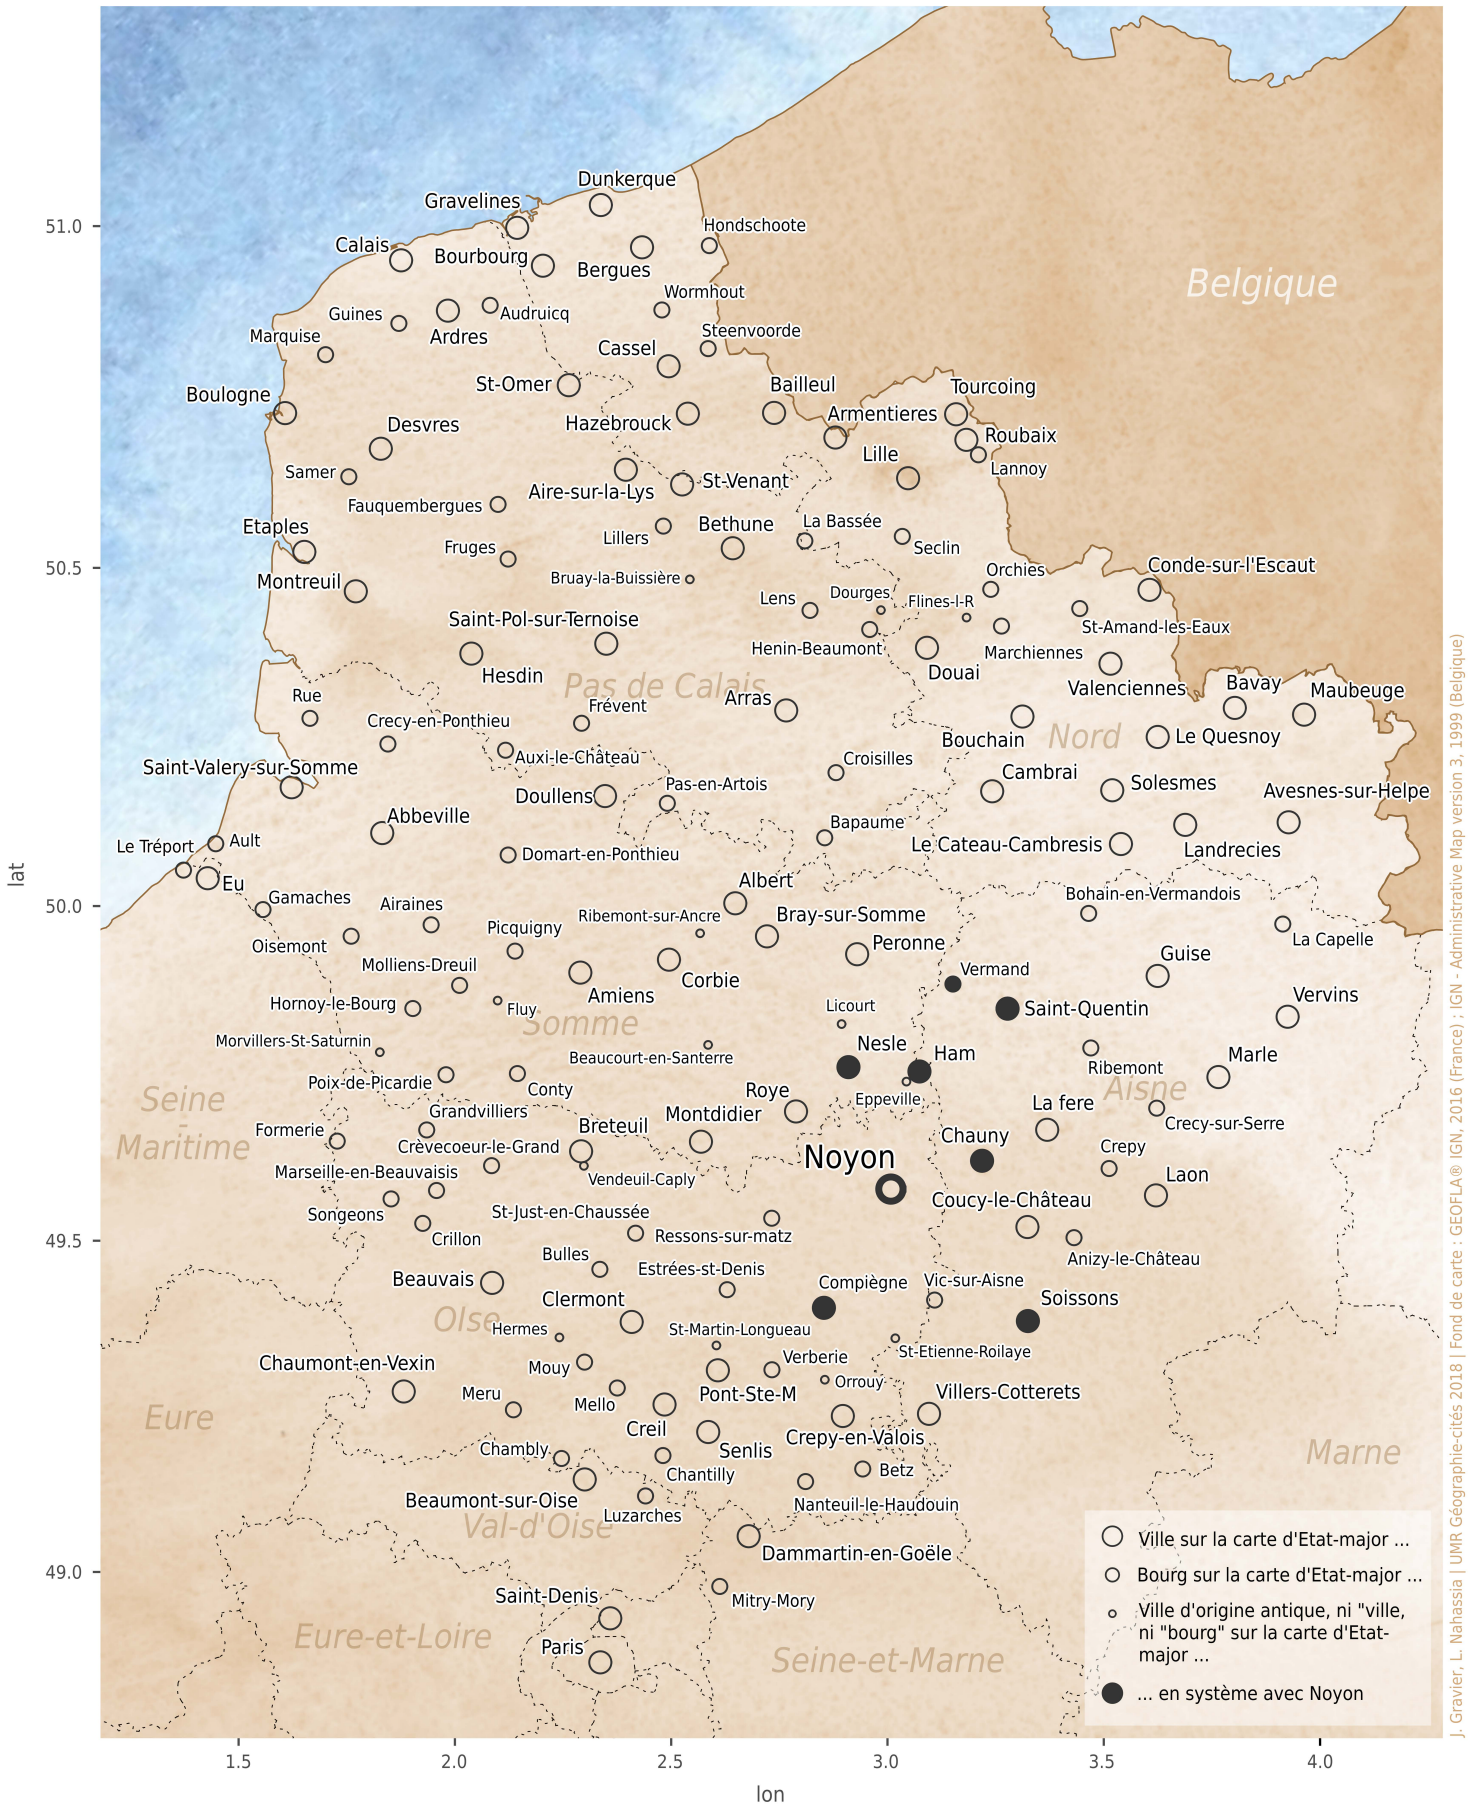 Dunkerque
Gravelines
Hondschoote
Calais
Bourbourg
Bergues
Belgique
Wormhout
Guines
Audruicq
Ardres
Steenvoorde
Marquise
Cassel
St-Omer
Bailleul
Tourcoing
Boulogne
Hazebrouck
Armentieres
Desvres
Roubaix
Lille
Lannoy
Samer
St-Venant
Aire-sur-la-Lys
Fauquembergues
Etaples
Bethune
La Bassée
Lillers
Fruges
Seclin
Conde-sur-l'Escaut
Orchies
Montreuil
Bruay-la-Buissière
Lens
Dourges
Flines-l-R
Saint-Pol-sur-Ternoise
St-Amand-les-Eaux
Henin-Beaumont
Marchiennes
Hesdin
Douai
Pas de Calais
Valenciennes
Bavay
Maubeuge
Rue
Arras
Frévent
Crecy-en-Ponthieu
Nord
Le Quesnoy
Bouchain
Auxi-le-Château
Croisilles
Saint-Valery-sur-Somme
Cambrai
Solesmes
Pas-en-Artois
Doullens
Avesnes-sur-Helpe
Abbeville
Bapaume
Ault
Le Tréport
Le Cateau-Cambresis
Landrecies
Domart-en-Ponthieu
Eu
Albert
Gamaches
Bohain-en-Vermandois
Airaines
Ribemont-sur-Ancre
Bray-sur-Somme
Picquigny
Oisemont
Peronne
La Capelle
Guise
Molliens-Dreuil
Vermand
Corbie
Amiens
Vervins
Hornoy-le-Bourg
Fluy
Licourt
Saint-Quentin
Somme
Morvillers-St-Saturnin
Nesle
Beaucourt-en-Santerre
Ham
Marle
Ribemont
Poix-de-Picardie
Conty
Roye
Aisne
Seine
-
Maritime
Eppeville
La fere
Grandvilliers
Montdidier
Crecy-sur-Serre
Formerie
Breteuil
Chauny
Crèvecoeur-le-Grand
Crepy
Noyon
Marseille-en-Beauvaisis
Vendeuil-Caply
Laon
Coucy-le-Château
Songeons
St-Just-en-Chaussée
Crillon
Ressons-sur-matz
Bulles
Anizy-le-Château
Estrées-st-Denis
Beauvais
Compiègne
Vic-sur-Aisne
Clermont
Soissons
OIse
Hermes
St-Martin-Longueau
St-Etienne-Roilaye
Chaumont-en-Vexin
Mouy
Verberie
Orrouy
Meru
Mello
Pont-Ste-M
Villers-Cotterets
Eure
Creil
Crepy-en-Valois
Chambly
Senlis
Marne
Chantilly
Betz
Beaumont-sur-Oise
Luzarches
Nanteuil-le-Haudouin
Val-d'Oise
Dammartin-en-Goële
Saint-Denis
Mitry-Mory
Eure-et-Loire
Paris
Seine-et-Marne
Ville sur la carte d'Etat-major ...
Bourg sur la carte d'Etat-major ...
Ville d'origine antique, ni "ville,
ni "bourg" sur la carte d'Etat-
major ...
... en système avec Noyon
51.0
50.5
50.0
49.5
49.0
lat
1.5
2.0
2.5
3.0
3.5
4.0
lon
J. Gravier, L. Nahassia | UMR Géographie-cités 2018 | Fond de carte : GEOFLA® IGN, 2016 (France) ; IGN - Administrative Map version 3, 1999 (Belgique)